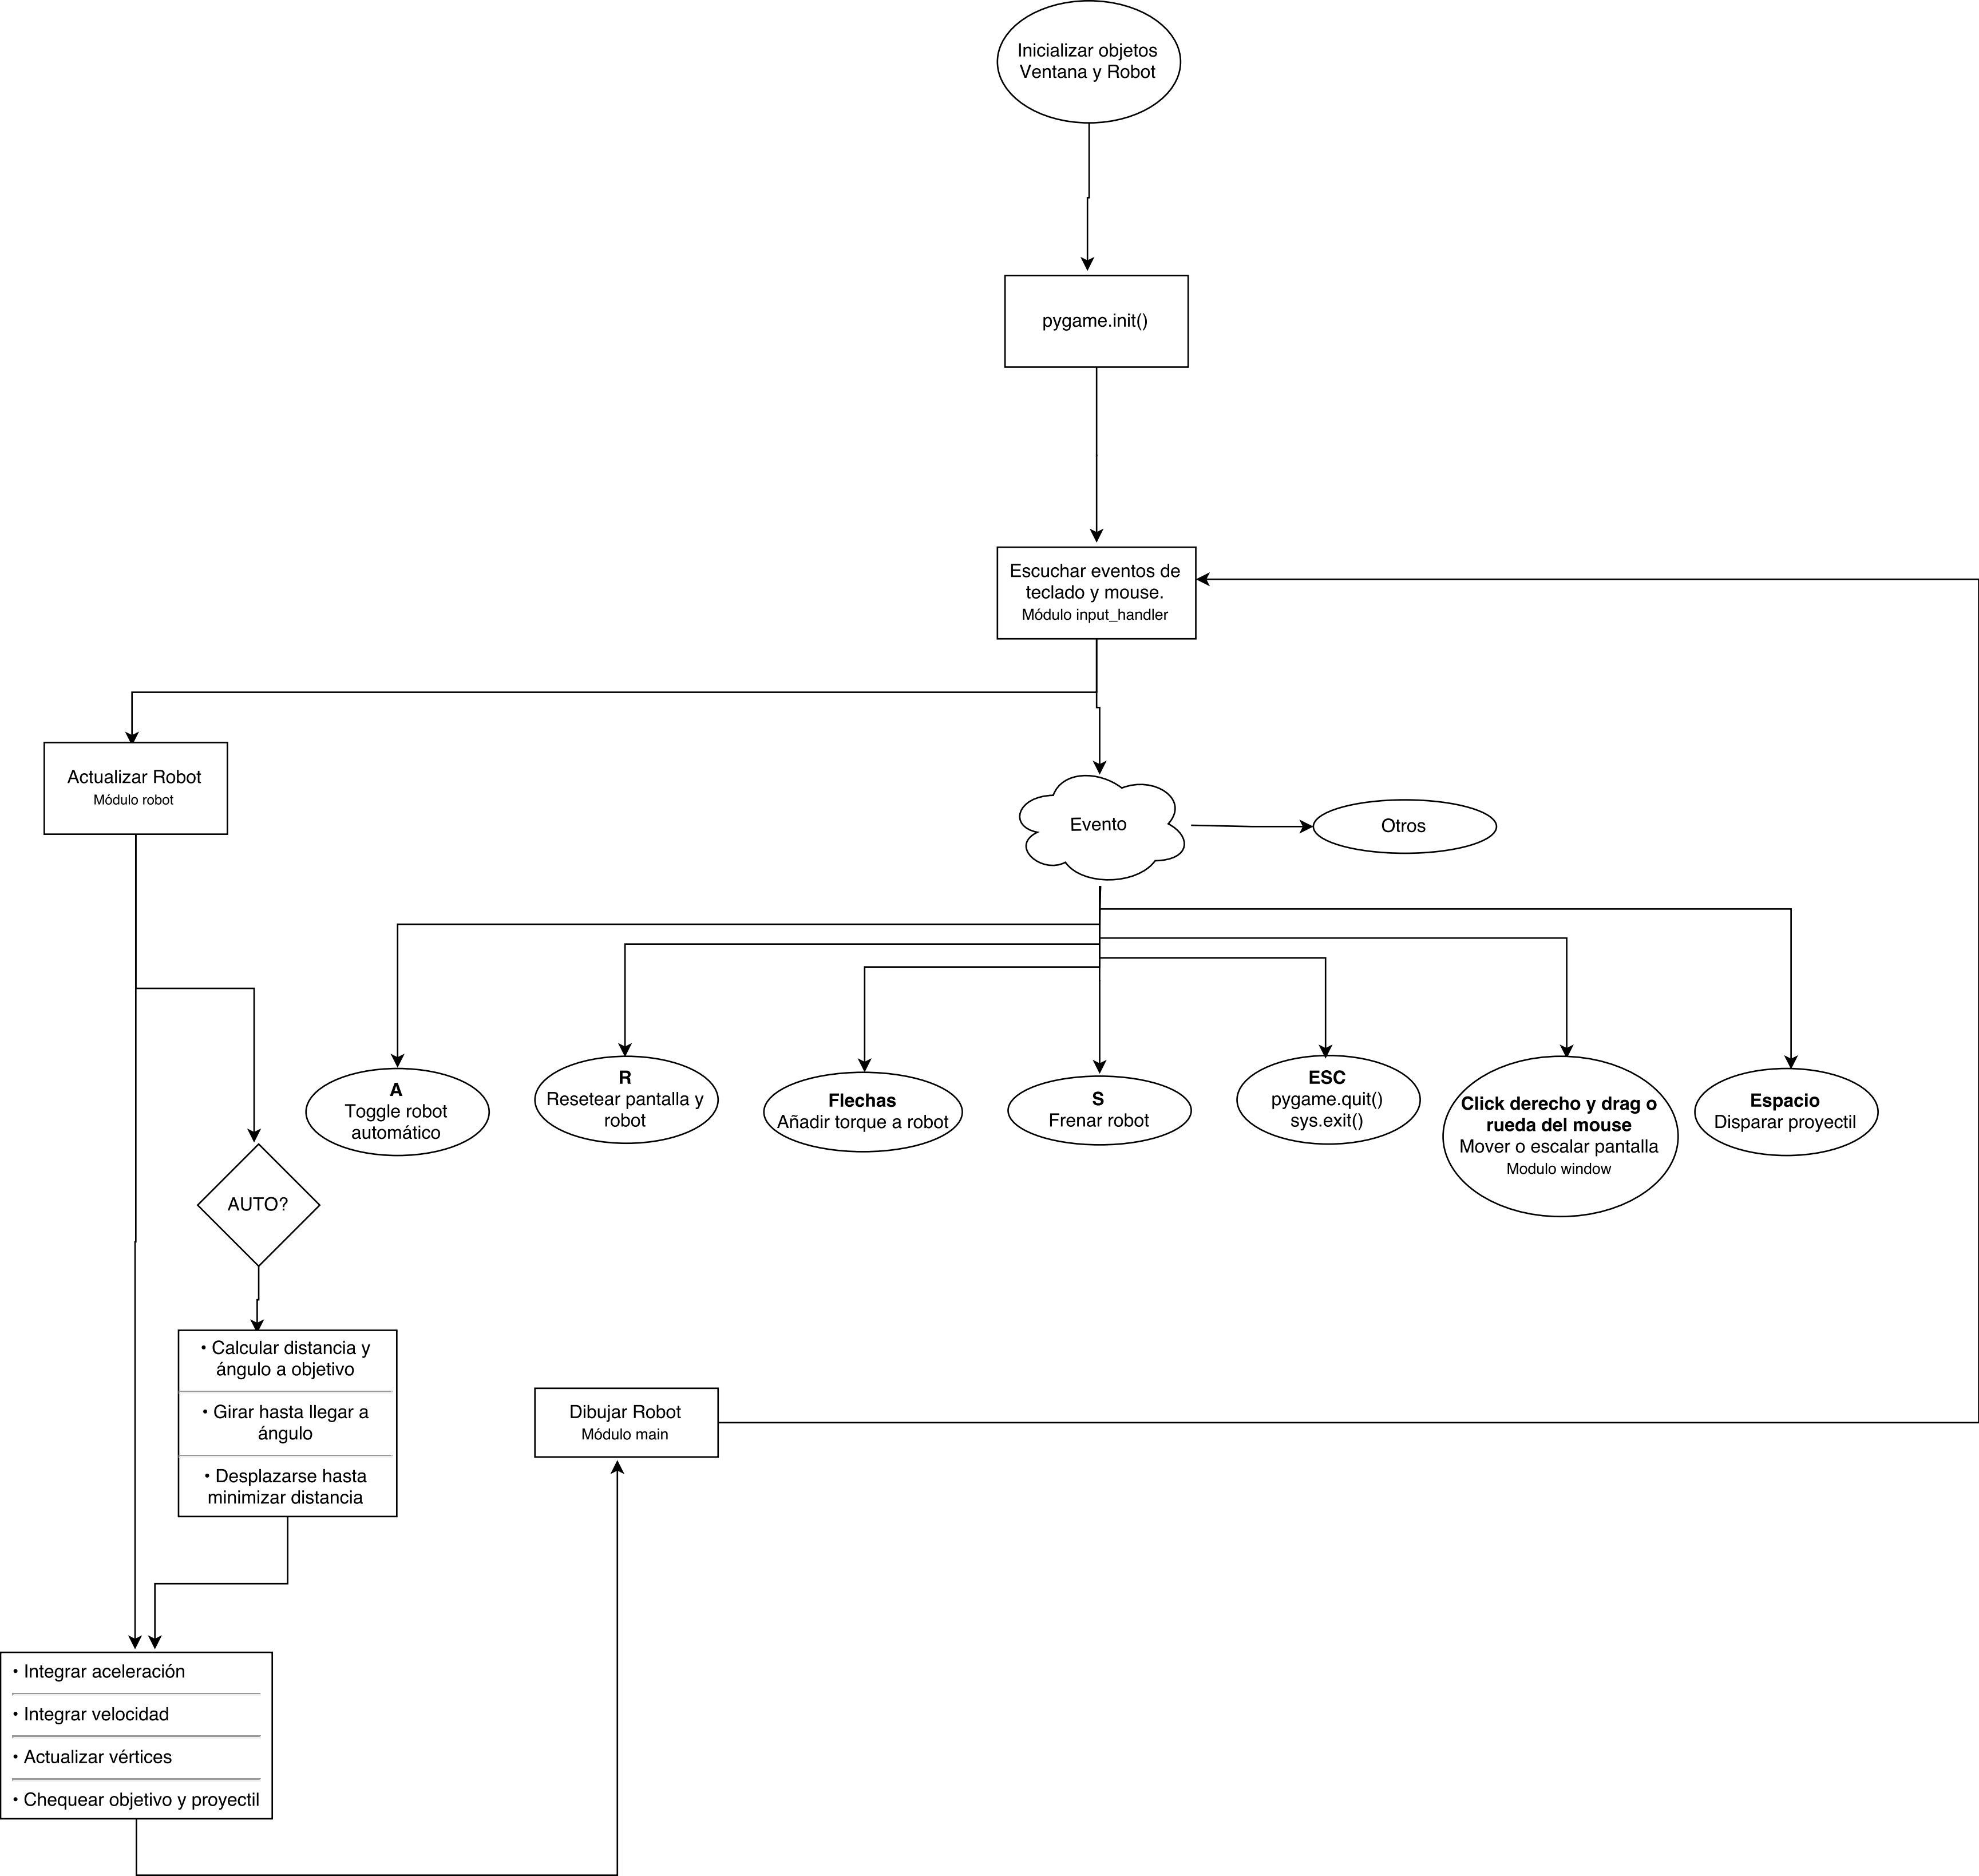 Inicializar objetos
Ventana y Robot
pygame.init()
Escuchar eventos de
teclado y mouse.
Módulo input_handler
Actualizar Robot
Módulo robot
Evento
Otros
A
Toggle robot
automático
R
Resetear pantalla y
robot
Flechas
Añadir torque a robot
S
Frenar robot
ESC
pygame.quit()
sys.exit()
Click derecho y drag o
rueda del mouse
Mover o escalar pantalla
Modulo window
Espacio
Disparar proyectil
AUTO?
• Calcular distancia y
ángulo a objetivo
• Girar hasta llegar a
ángulo
• Desplazarse hasta
minimizar distancia
Dibujar Robot
Módulo main
• Integrar aceleración
• Integrar velocidad
• Actualizar vértices
• Chequear objetivo y proyectil